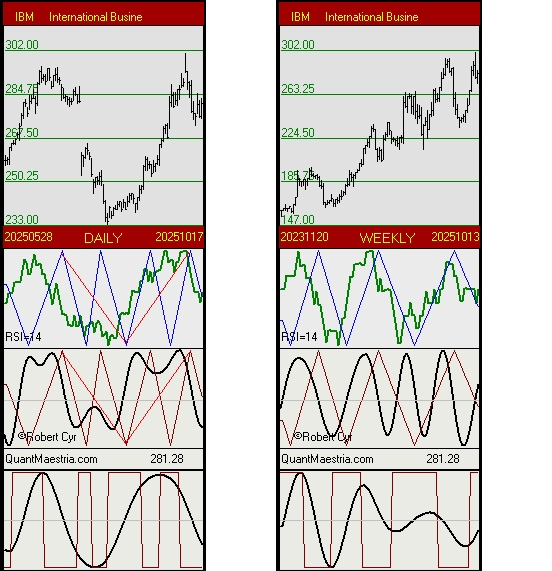 IBM International Busine
302.00
284.75
267.50
250.25
233.00
20250528 DAILY 20251017
RSI=14
©Robert Cyr
QuantMaestria.com 281.28
IBM International Busine
302.00
263.25
224.50
185.75
147.00
20231120 WEEKLY 20251013
RSI=14
©Robert Cyr
QuantMaestria.com 281.28